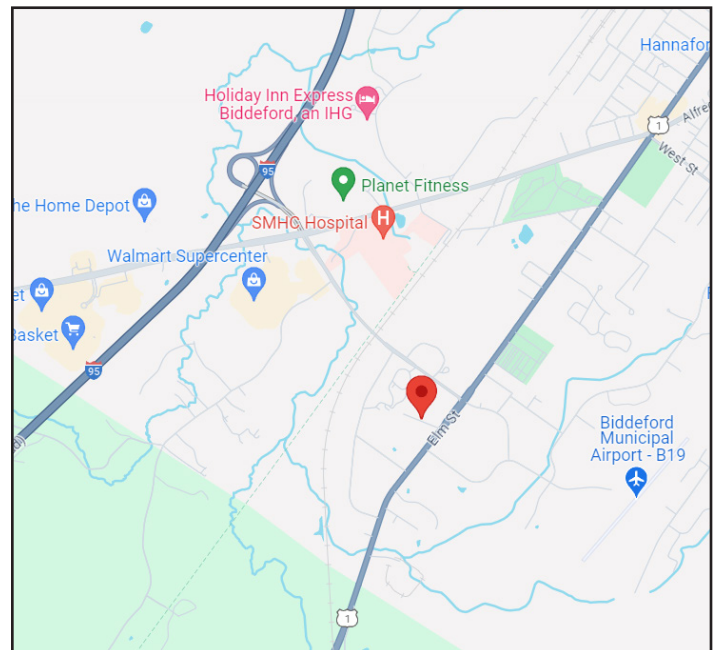 Hannafor
Holiday Inn Express
Biddeford, an IHG
1
Alfre
West St
95
Planet Fitness
he Home Depot
SMHC Hospital
H
Walmart Supercenter
et
Basket
95
Elm St
Biddeford
Municipal
Airport - B19
d)
1